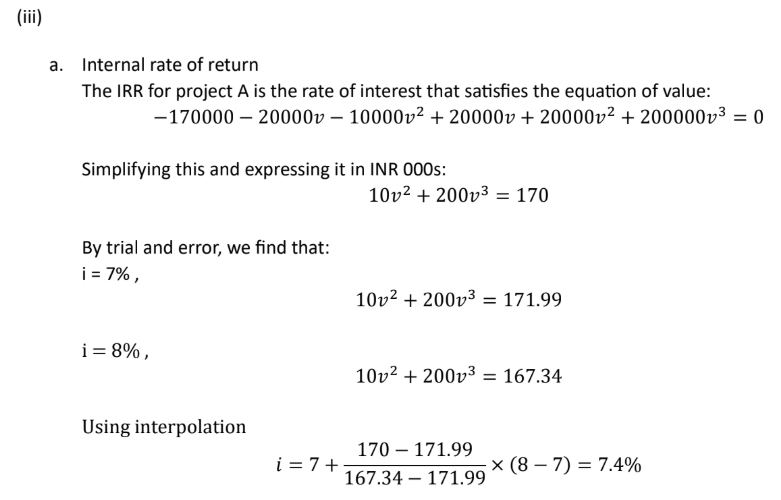 (iii)
a. Internal rate of return
The IRR for project A is the rate of interest that satisfies the equation of value:
−170000 − 20000𝑣 − 10000𝑣² + 20000𝑣 + 20000𝑣² + 200000𝑣³ = 0
Simplifying this and expressing it in INR 000s:
10𝑣² + 200𝑣³ = 170
By trial and error, we find that:
i = 7% ,
10𝑣² + 200𝑣³ = 171.99
i = 8% ,
10𝑣² + 200𝑣³ = 167.34
Using interpolation
𝑖 = 7 + (170 − 171.99)/(167.34 − 171.99) × (8 − 7) = 7.4%